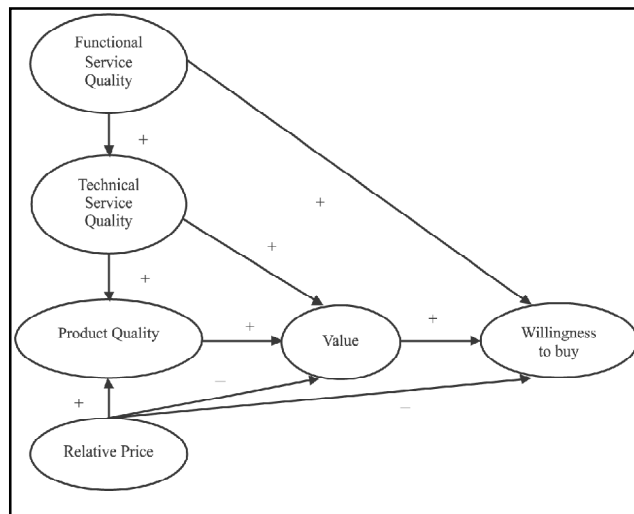 Functional
Service
Quality
+
+
Technical
Service
Quality
+
+
Product Quality
+
Value
+
Willingness
to buy
+
–
–
Relative Price